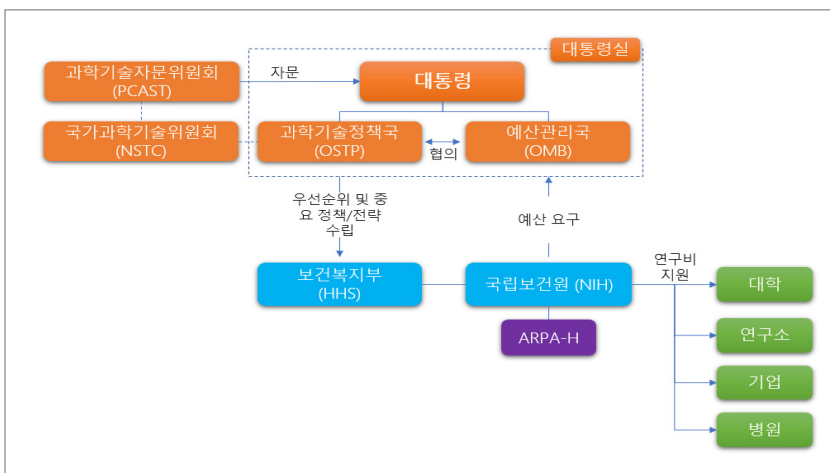 대통령실
과학기술자문위원회
(PCAST)
자문
대통령
국가과학기술위원회
(NSTC)
과학기술정책국
(OSTP)
협의
예산관리국
(OMB)
우선순위 및 중
요 정책/전략
수립
예산 요구
보건복지부
(HHS)
국립보건원 (NIH)
연구비
지원
대학
ARPA-H
연구소
기업
병원